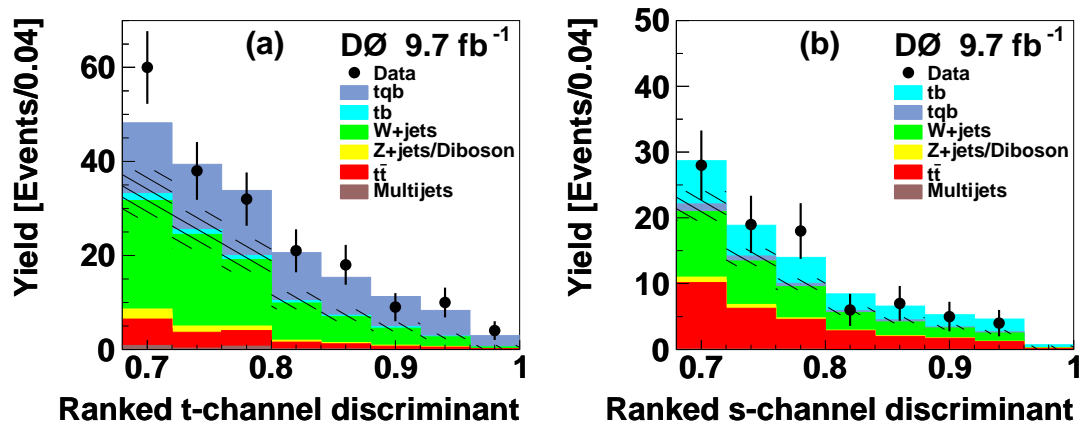 (a) DØ 9.7 fb⁻¹
Data
tqb
tb
W+jets
Z+jets/Diboson
tt̄
Multijets
Yield [Events/0.04]
60
40
20
0
0.7 0.8 0.9 1
Ranked t-channel discriminant
(b) DØ 9.7 fb⁻¹
Data
tb
tqb
W+jets
Z+jets/Diboson
tt̄
Multijets
Yield [Events/0.04]
50
40
30
20
10
0
0.7 0.8 0.9 1
Ranked s-channel discriminant